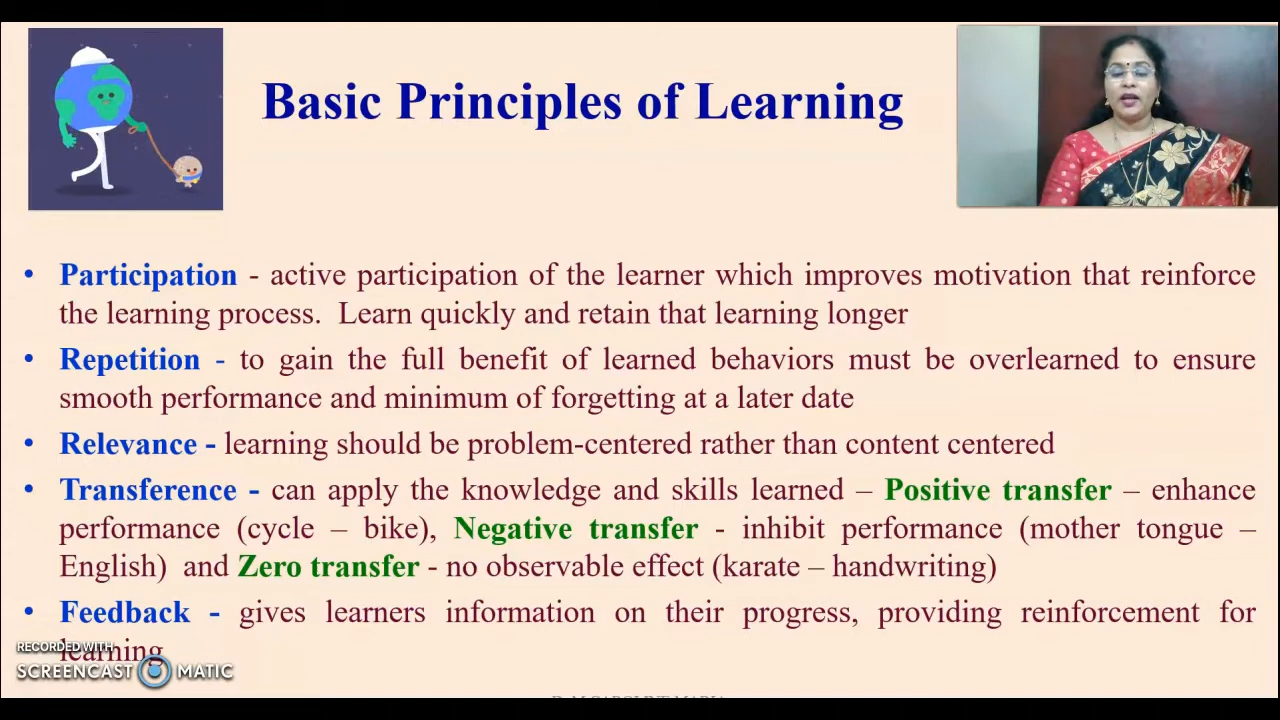 Basic Principles of Learning
• Participation - active participation of the learner which improves motivation that reinforce
the learning process. Learn quickly and retain that learning longer
• Repetition - to gain the full benefit of learned behaviors must be overlearned to ensure
smooth performance and minimum of forgetting at a later date
• Relevance - learning should be problem-centered rather than content centered
• Transference - can apply the knowledge and skills learned – Positive transfer – enhance
performance (cycle – bike), Negative transfer - inhibit performance (mother tongue –
English) and Zero transfer - no observable effect (karate – handwriting)
• Feedback - gives learners information on their progress, providing reinforcement for
learning
RECORDED WITH
SCREENCAST MATIC